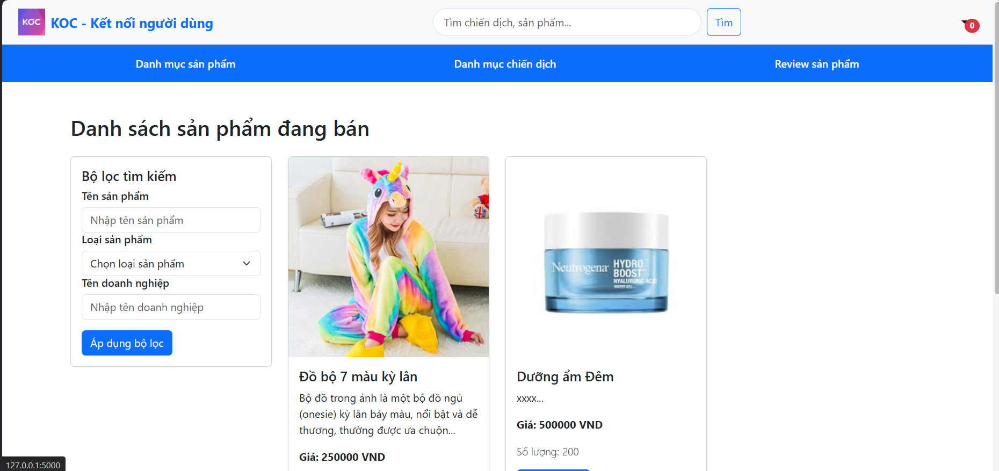 KOC
KOC - Kết nối người dùng
Tìm chiến dịch, sản phẩm...
Tìm
0
Danh mục sản phẩm
Danh mục chiến dịch
Review sản phẩm
Danh sách sản phẩm đang bán
Bộ lọc tìm kiếm
Tên sản phẩm
Nhập tên sản phẩm
Loại sản phẩm
Chọn loại sản phẩm
Tên doanh nghiệp
Nhập tên doanh nghiệp
Áp dụng bộ lọc
Đồ bộ 7 màu kỳ lân
Bộ đồ trong ảnh là một bộ đồ ngủ
(onesie) kỳ lân bảy màu, nổi bật và dễ
thương, thường được ưa chuộn...
Giá: 250000 VND
Neutrogena®
HYDRO
BOOST™
HYALURONIC ACID
WATER GEL
Dưỡng ẩm Đêm
xxxx...
Giá: 500000 VND
Số lượng: 200
127.0.0.1:5000